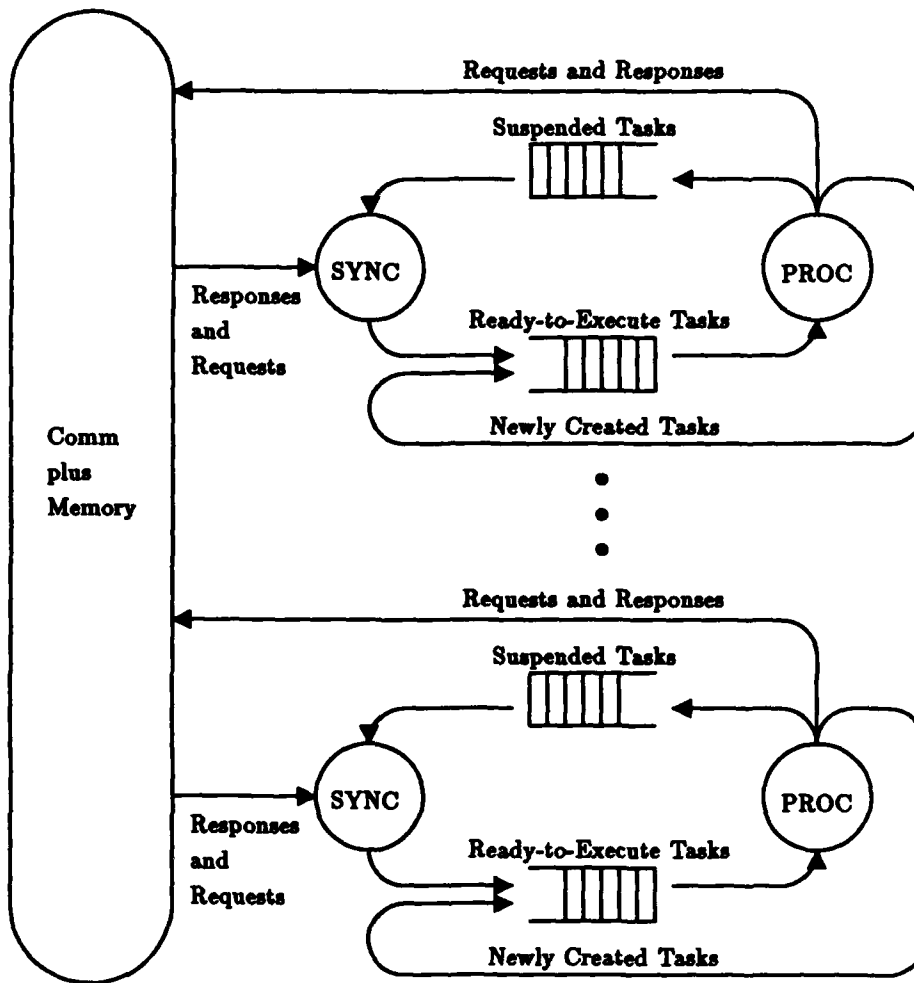 Requests and Responses
Suspended Tasks
SYNC
PROC
Responses
and
Requests
Ready-to-Execute Tasks
Newly Created Tasks
Comm
plus
Memory
Requests and Responses
Suspended Tasks
SYNC
PROC
Responses
and
Requests
Ready-to-Execute Tasks
Newly Created Tasks